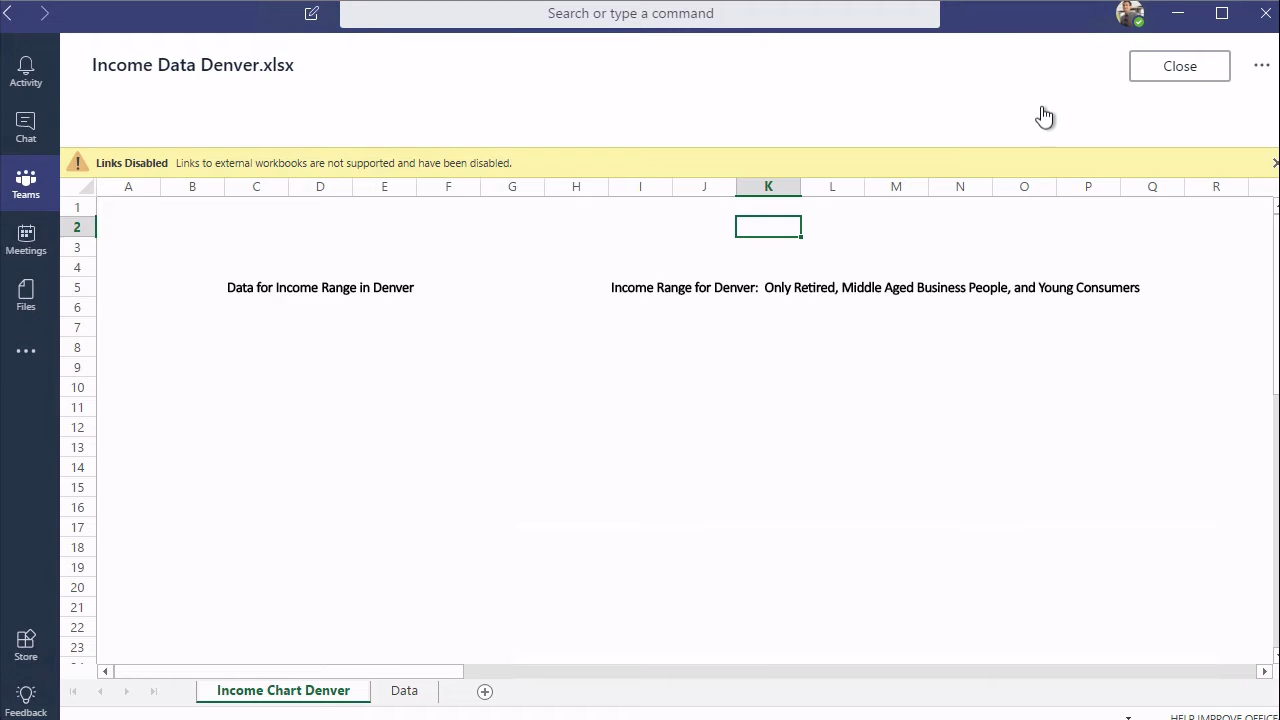 Search or type a command
Income Data Denver.xlsx
Close
Activity
Chat
Teams
Meetings
Files
Store
Feedback
Links Disabled Links to external workbooks are not supported and have been disabled.
A B C D E F G H I J K L M N O P Q R
1
2
3
4
5 Data for Income Range in Denver Income Range for Denver: Only Retired, Middle Aged Business People, and Young Consumers
6
7
8
9
10
11
12
13
14
15
16
17
18
19
20
21
22
23
Income Chart Denver Data
HELP IMPROVE OFFICE